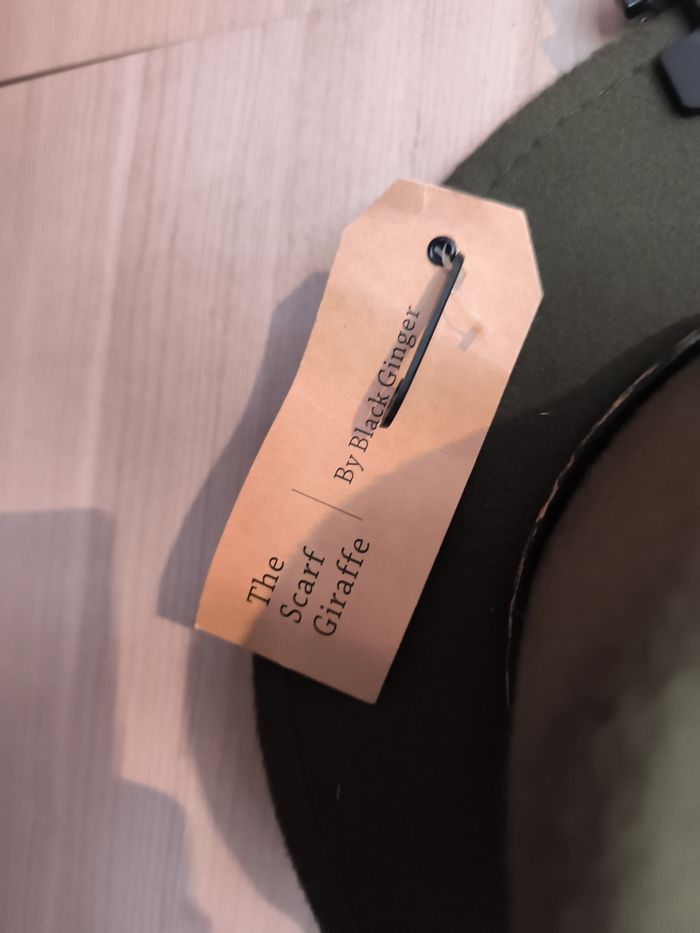 The
Scarf
Giraffe
By Black Ginger